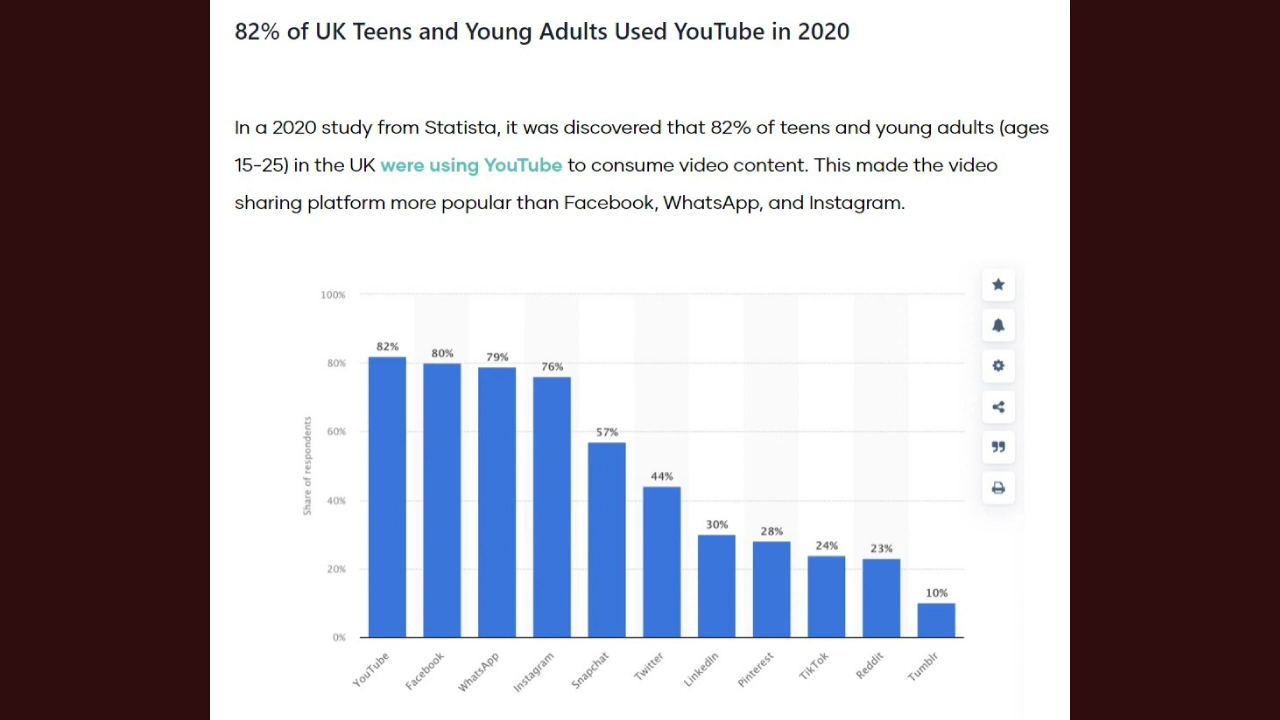 82% of UK Teens and Young Adults Used YouTube in 2020
In a 2020 study from Statista, it was discovered that 82% of teens and young adults (ages
15-25) in the UK were using YouTube to consume video content. This made the video
sharing platform more popular than Facebook, WhatsApp, and Instagram.
100%
80%
60%
40%
20%
0%
Share of respondents
82%
80%
79%
76%
57%
44%
30%
28%
24%
23%
10%
YouTube
Facebook
WhatsApp
Instagram
Snapchat
Twitter
LinkedIn
Pinterest
TikTok
Reddit
Tumblr